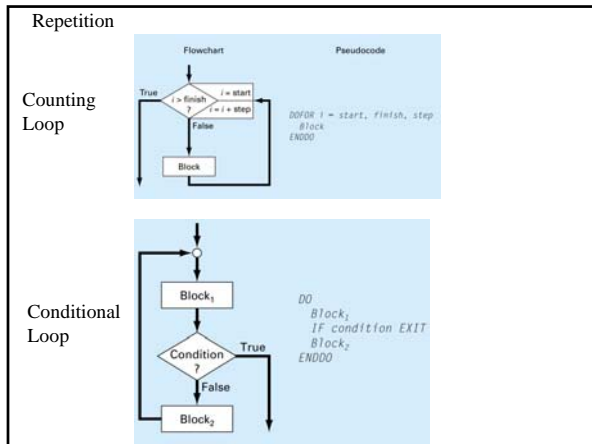 Repetition
Flowchart
Pseudocode
Counting
Loop
True
i > finish
?
i = start
i = i + step
False
Block
DOFOR i = start, finish, step
Block
ENDDO
Conditional
Loop
Block₁
Condition
?
True
False
Block₂
DO
Block₁
IF condition EXIT
Block₂
ENDDO